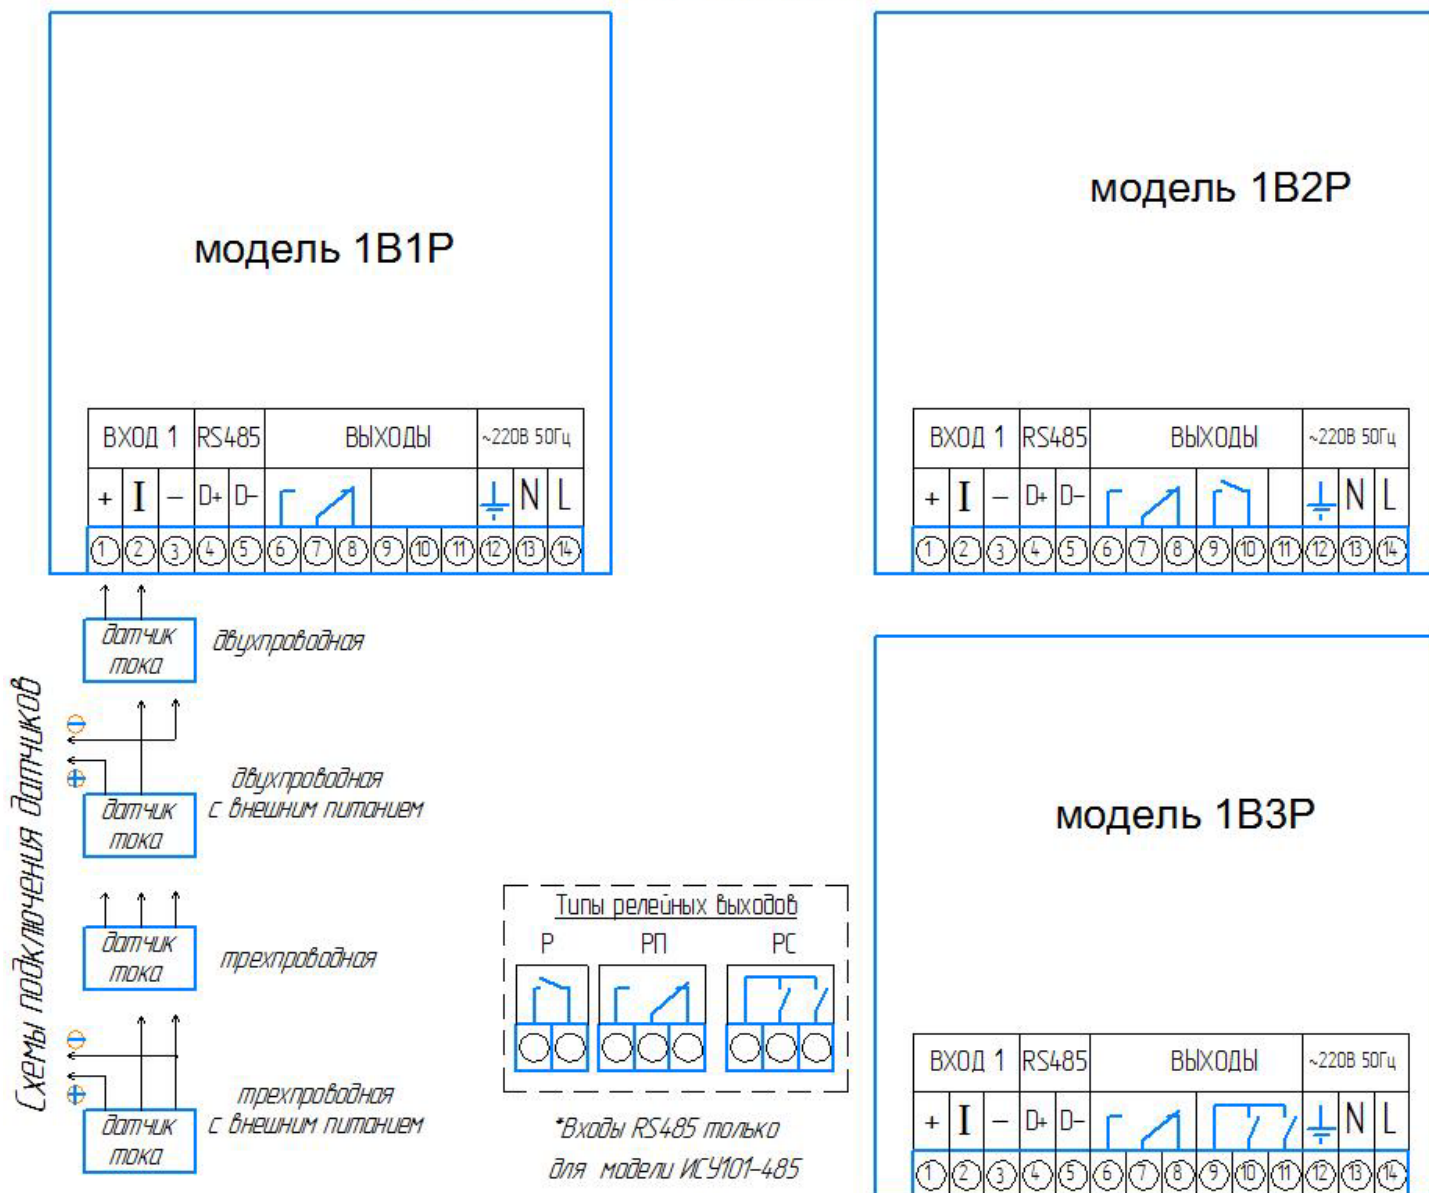 модель 1В1Р
ВХОД 1 RS485 ВЫХОДЫ ~220В 50Гц
+ I − D+ D− N L
1 2 3 4 5 6 7 8 9 10 11 12 13 14
модель 1В2Р
ВХОД 1 RS485 ВЫХОДЫ ~220В 50Гц
+ I − D+ D− N L
1 2 3 4 5 6 7 8 9 10 11 12 13 14
Схемы подключения датчиков
датчик
тока
двухпроводная
датчик
тока
двухпроводная
с внешним питанием
датчик
тока
трехпроводная
датчик
тока
трехпроводная
с внешним питанием
Типы релейных выходов
Р РП РС
*Входы RS485 только
для модели ИСУ101-485
модель 1В3Р
ВХОД 1 RS485 ВЫХОДЫ ~220В 50Гц
+ I − D+ D− N L
1 2 3 4 5 6 7 8 9 10 11 12 13 14